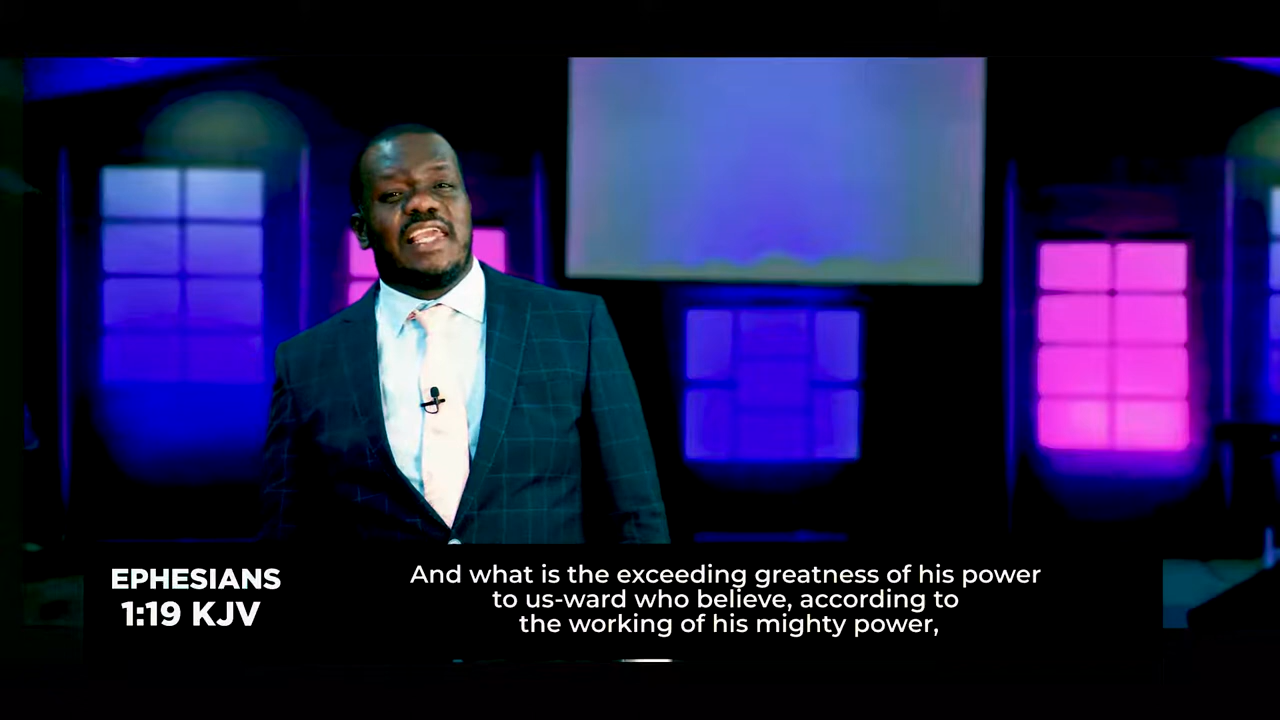 EPHESIANS
1:19 KJV
And what is the exceeding greatness of his power
to us-ward who believe, according to
the working of his mighty power,